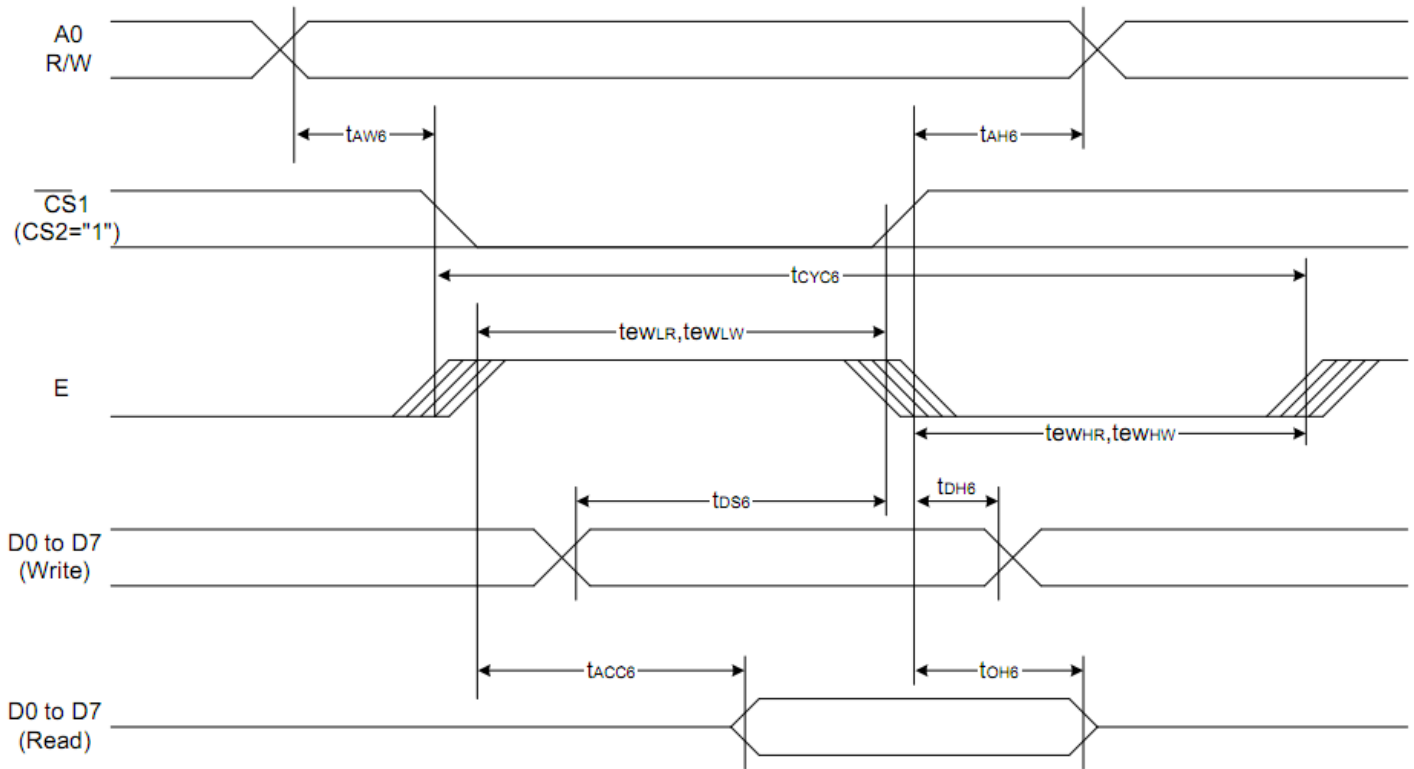 A0
R/W
tAW6
tAH6
CS1
(CS2="1")
tCYC6
tewLR,tewLW
E
tewHR,tewHW
tDS6
tDH6
D0 to D7
(Write)
tACC6
tOH6
D0 to D7
(Read)